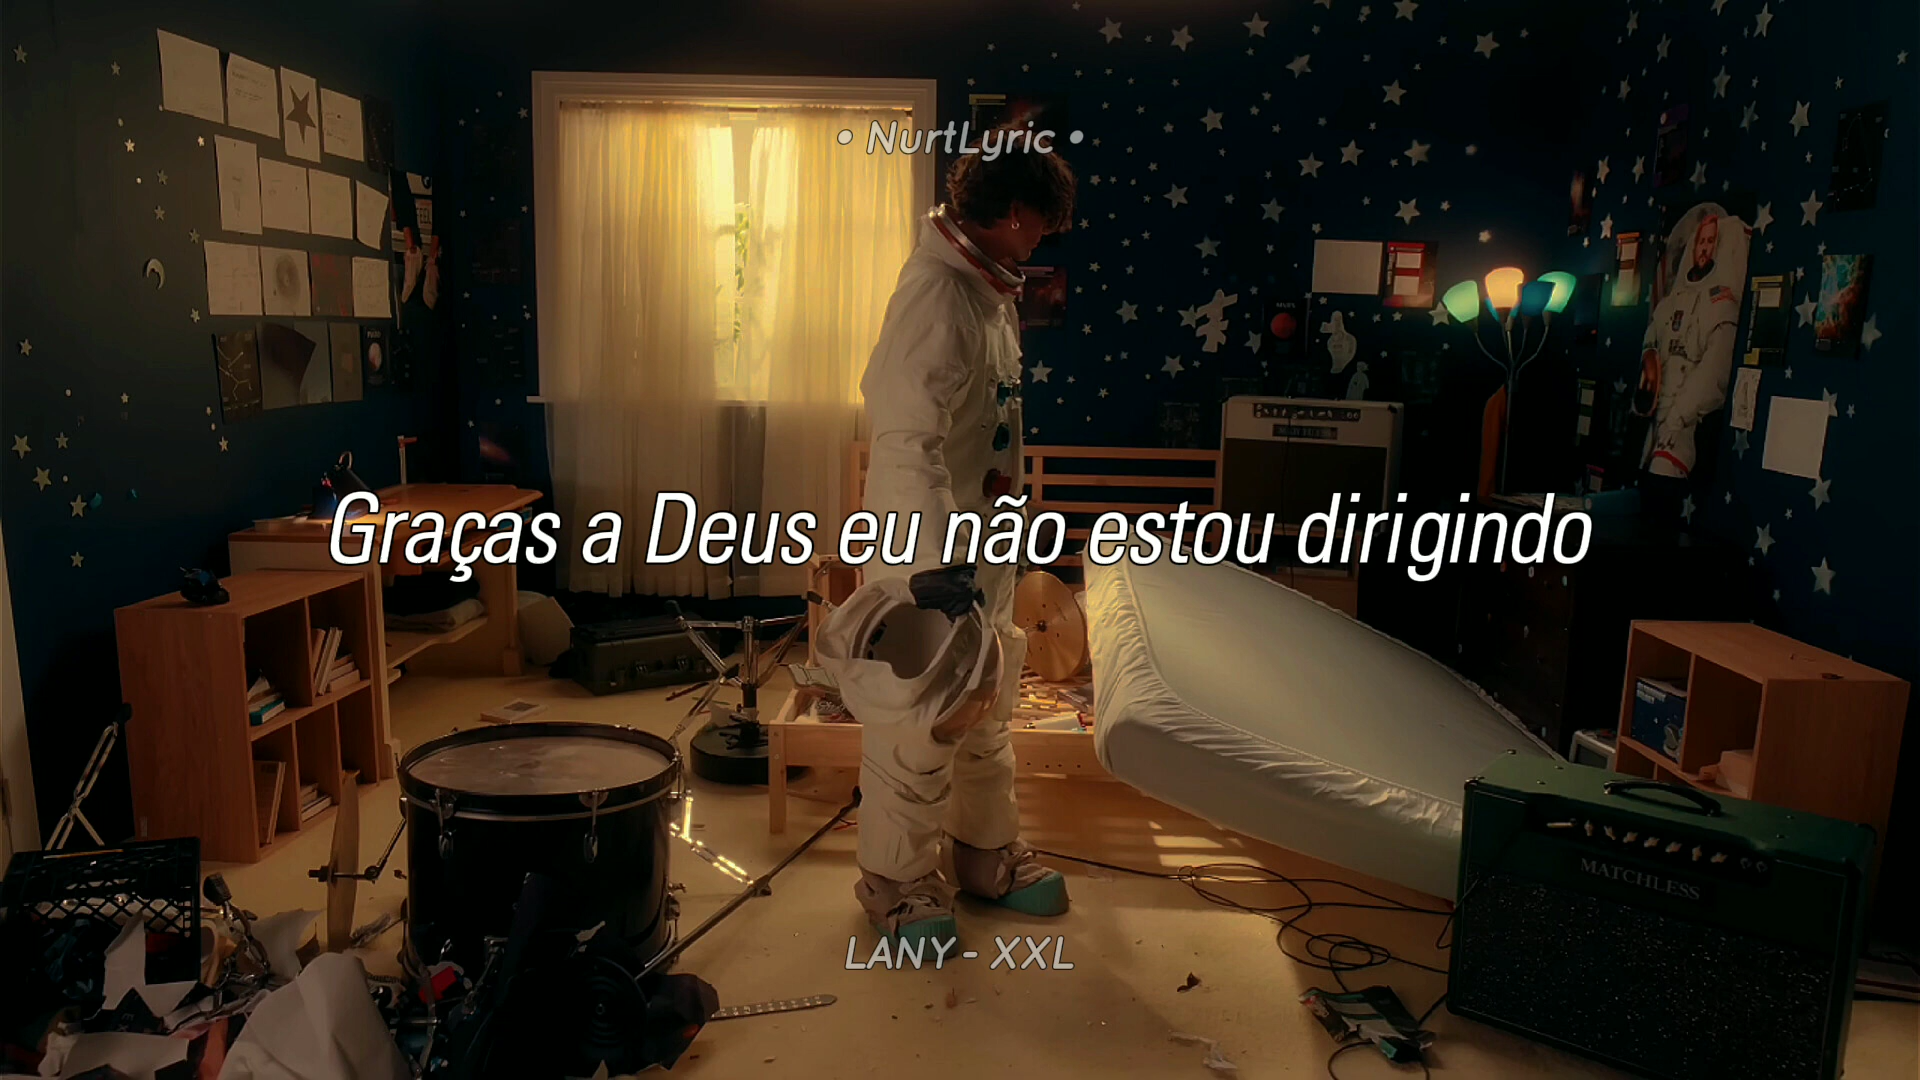 • NurtLyric •
Graças a Deus eu não estou dirigindo
LANY - XXL
MATCHLESS